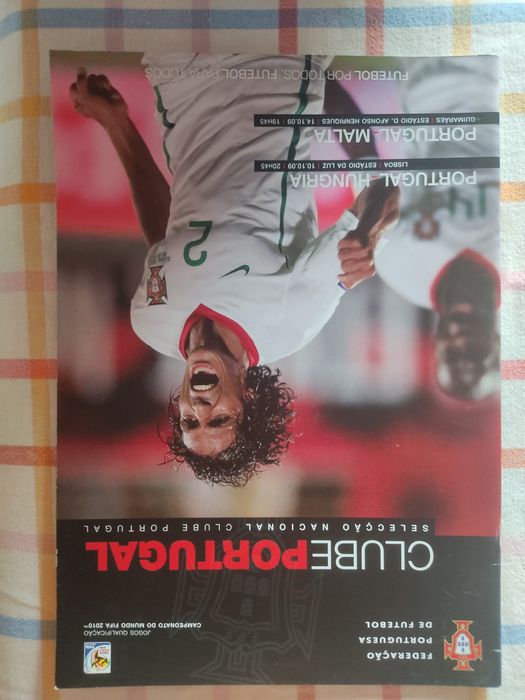 FEDERAÇÃO
PORTUGUESA
DE FUTEBOL
JOGOS QUALIFICAÇÃO
CAMPEONATO DO MUNDO FIFA 2010™
CLUBEPORTUGAL
SELECÇÃO NACIONAL CLUBE PORTUGAL
2
14
PORTUGAL-HUNGRIA
LISBOA | ESTÁDIO DA LUZ | 10.10.09 | 20H45
PORTUGAL-MALTA
GUIMARÃES | ESTÁDIO D. AFONSO HENRIQUES | 14.10.09 | 19H45
FUTEBOL POR TODOS, FUTEBOL PARA TODOS